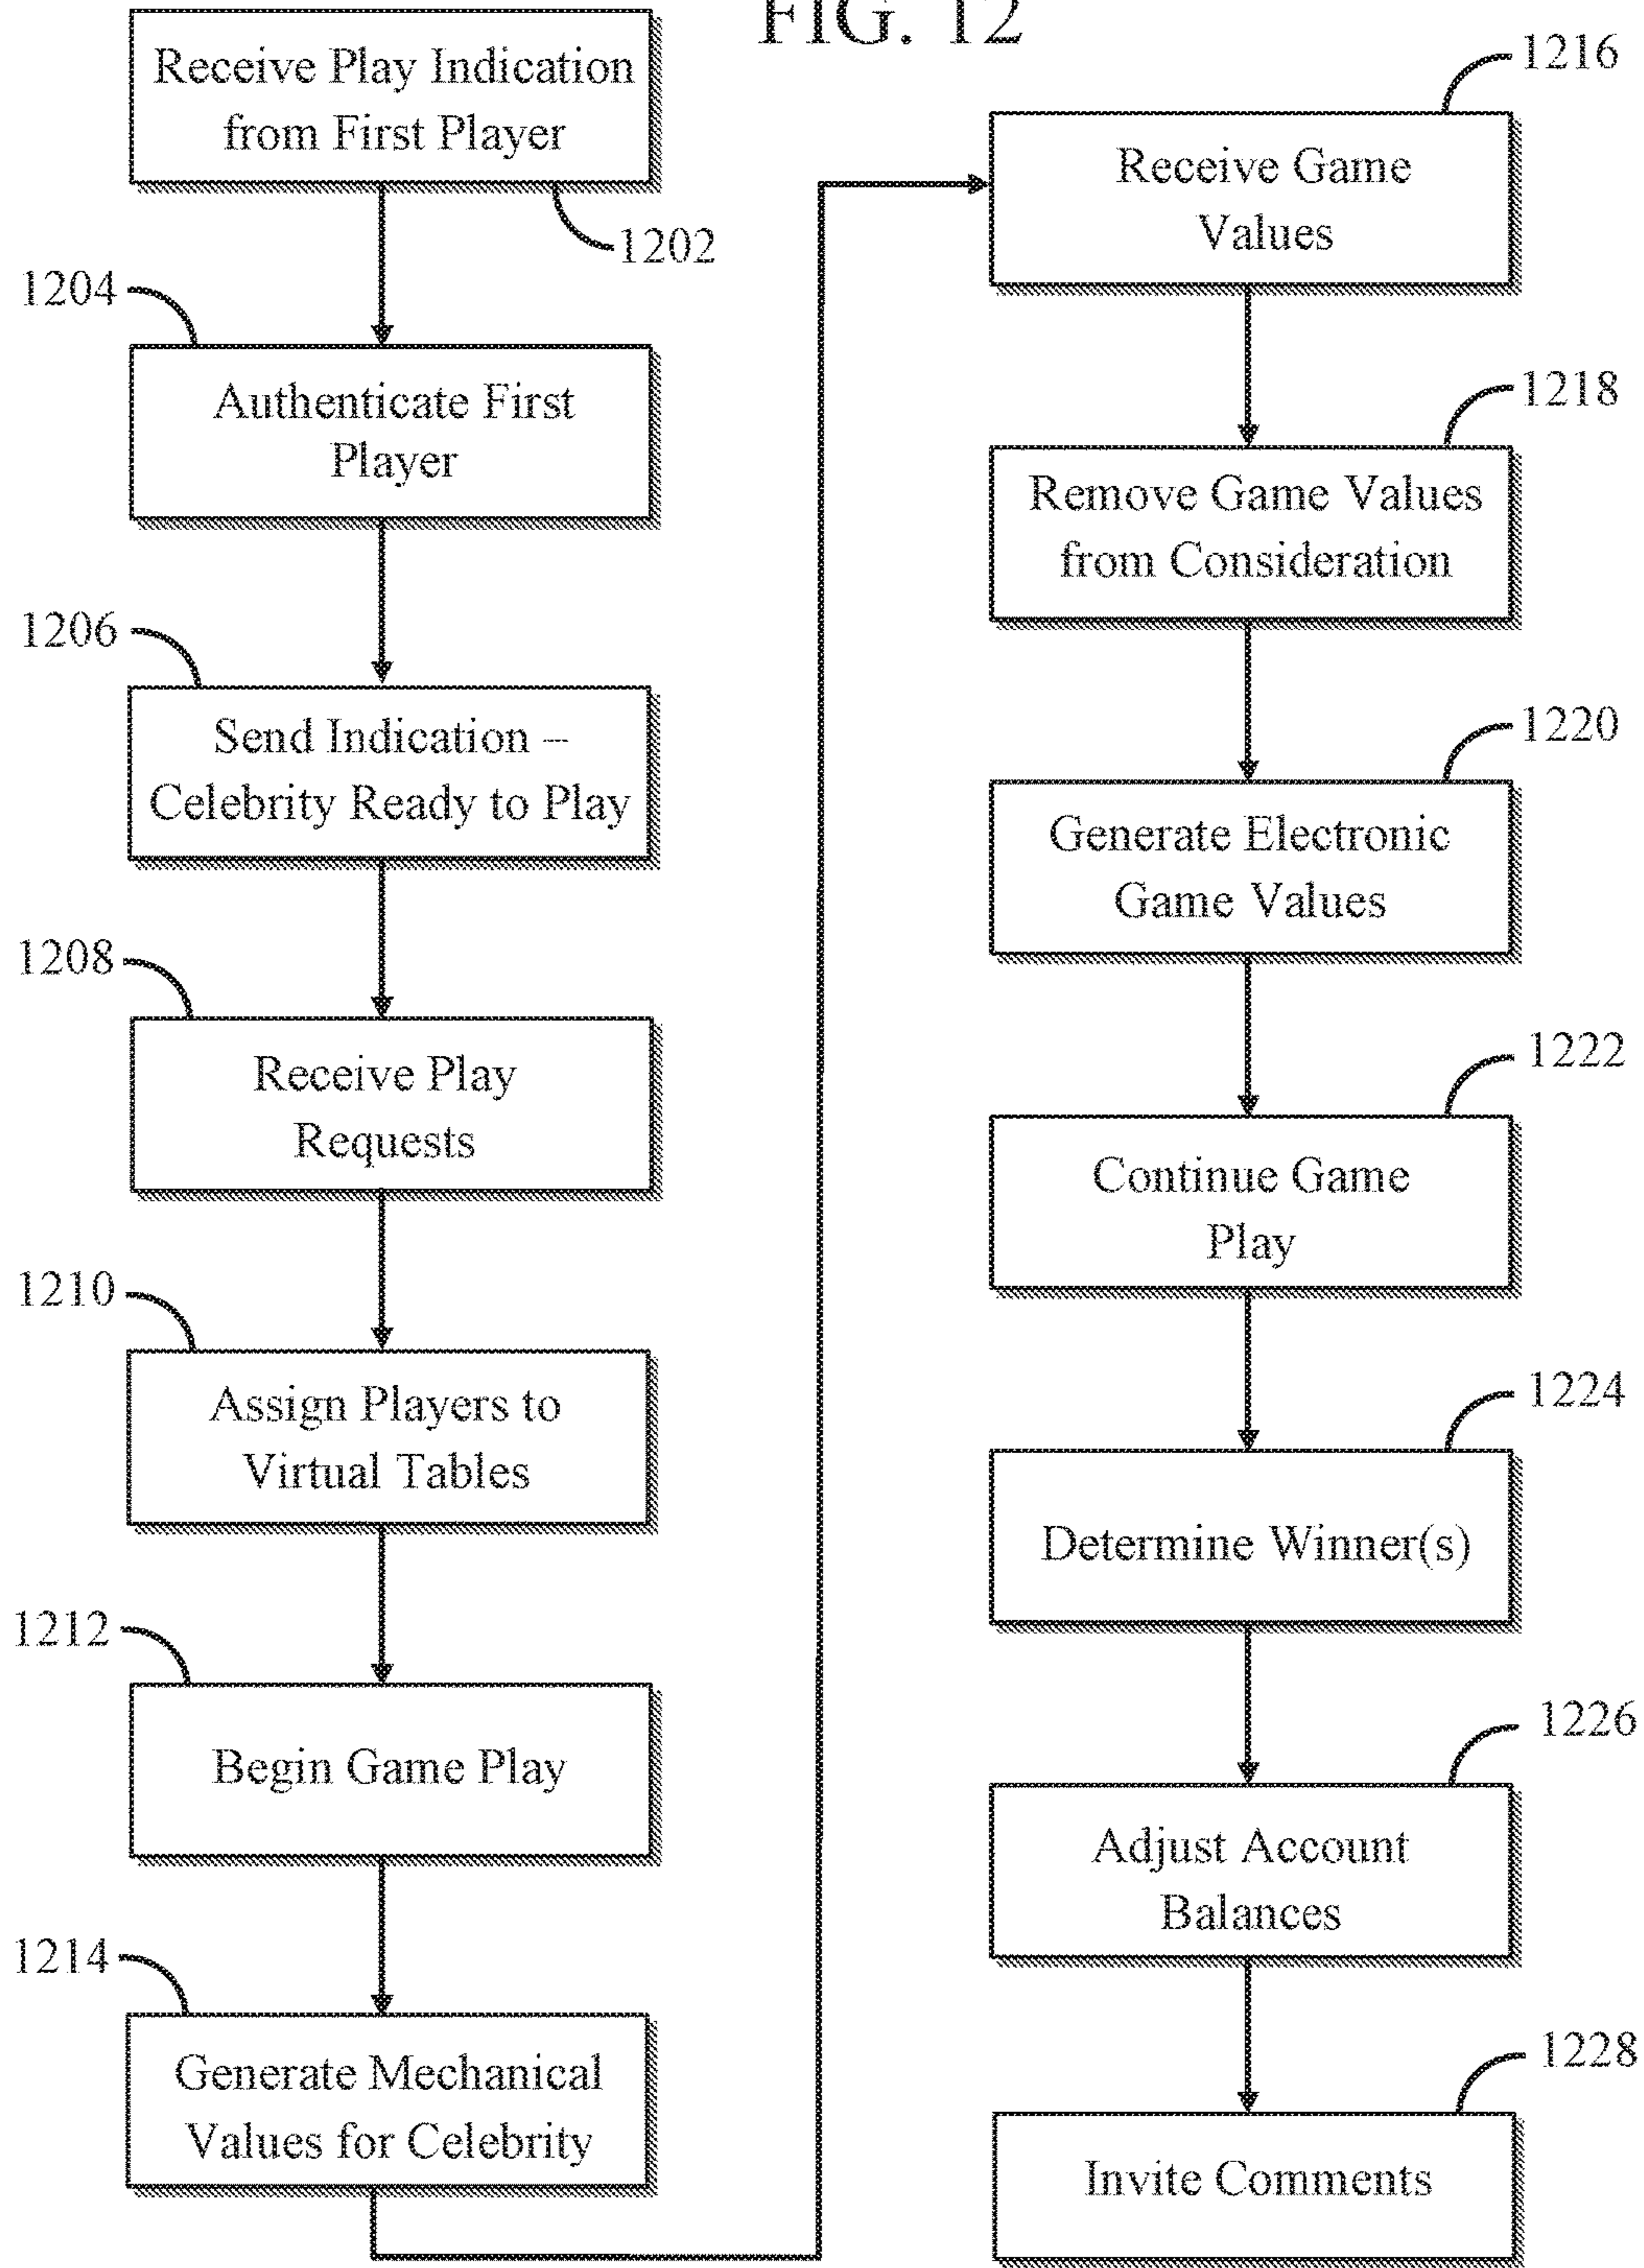 FIG. 12
Receive Play Indication
from First Player
1202
1204
Authenticate First
Player
1206
Send Indication –
Celebrity Ready to Play
1208
Receive Play
Requests
1210
Assign Players to
Virtual Tables
1212
Begin Game Play
1214
Generate Mechanical
Values for Celebrity
1216
Receive Game
Values
1218
Remove Game Values
from Consideration
1220
Generate Electronic
Game Values
1222
Continue Game
Play
1224
Determine Winner(s)
1226
Adjust Account
Balances
1228
Invite Comments